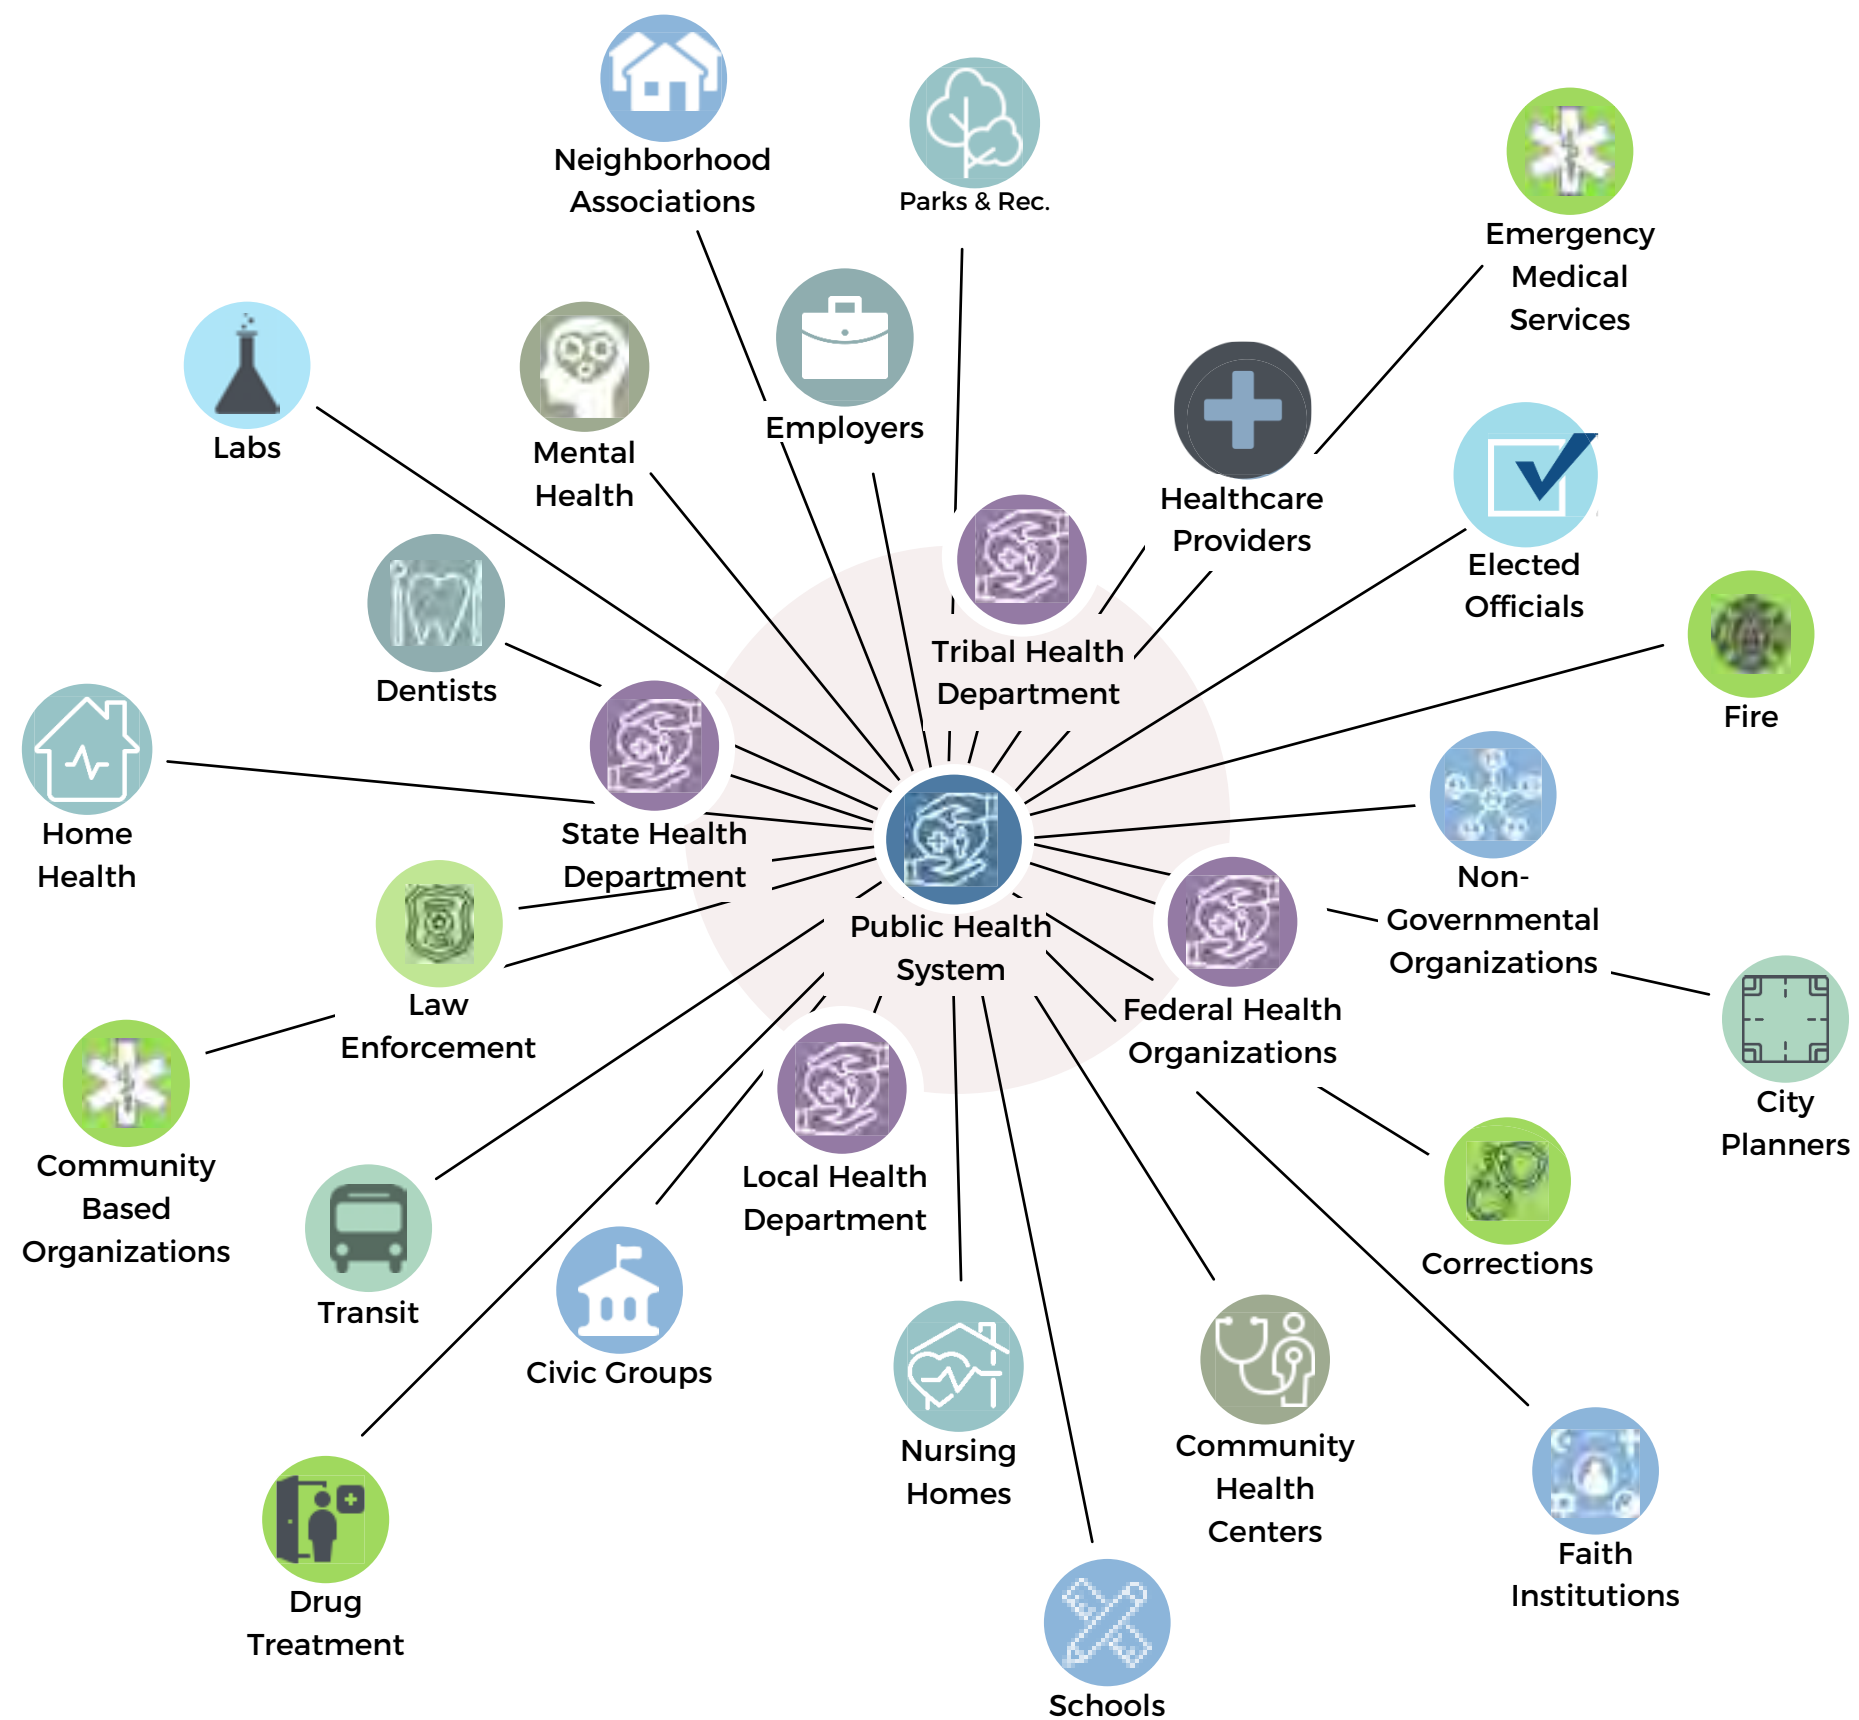 Neighborhood
Associations
Parks & Rec.
Emergency
Medical
Services
Labs
Mental
Health
Employers
Healthcare
Providers
Elected
Officials
Dentists
Tribal Health
Department
Fire
Home
Health
State Health
Department
Public Health
System
Non-
Governmental
Organizations
Law
Enforcement
Federal Health
Organizations
City
Planners
Community
Based
Organizations
Transit
Local Health
Department
Corrections
Civic Groups
Nursing
Homes
Community
Health
Centers
Faith
Institutions
Drug
Treatment
Schools